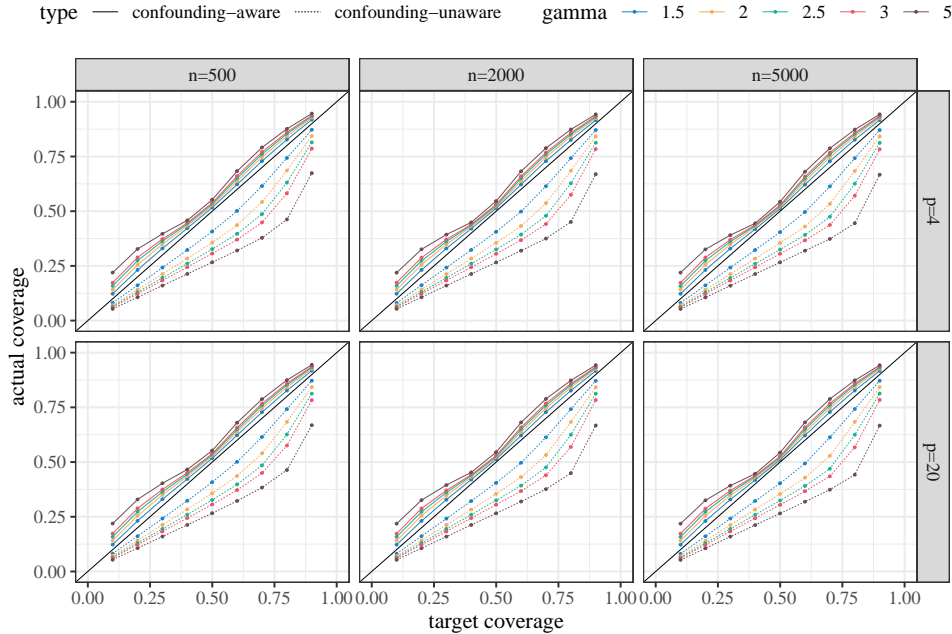 type confounding−aware confounding−unaware gamma 1.5 2 2.5 3 5
n=500 n=2000 n=5000
1.00
0.75
0.50
0.25
0.00
p=4
1.00
0.75
0.50
0.25
0.00
p=20
actual coverage
0.00 0.25 0.50 0.75 1.00 0.00 0.25 0.50 0.75 1.00 0.00 0.25 0.50 0.75 1.00
target coverage